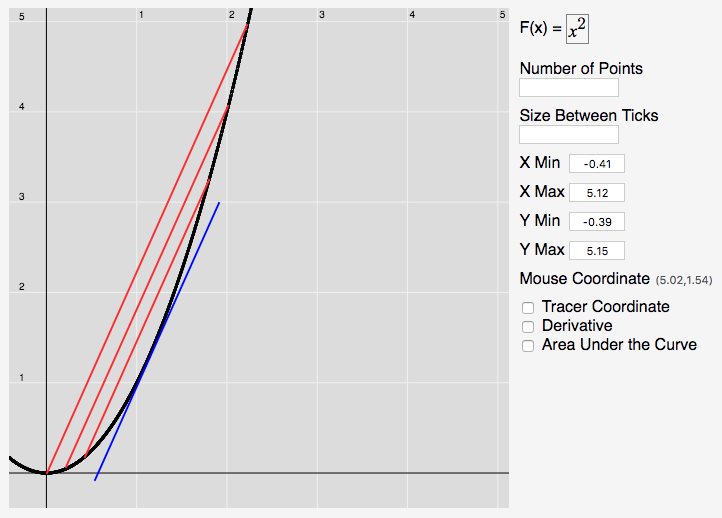 5
1
2
3
4
5
4
3
2
1
F(x) = x²
Number of Points
Size Between Ticks
X Min -0.41
X Max 5.12
Y Min -0.39
Y Max 5.15
Mouse Coordinate (5.02,1.54)
Tracer Coordinate
Derivative
Area Under the Curve